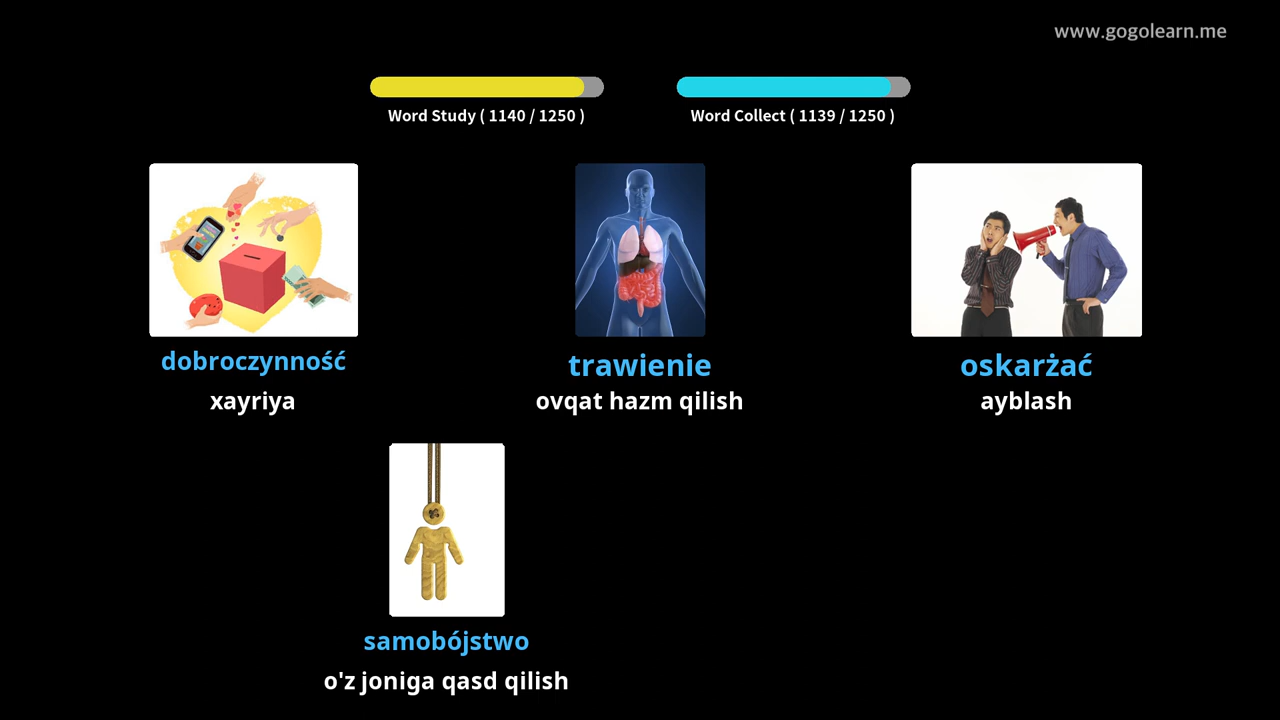 www.gogolearn.me
Word Study ( 1140 / 1250 )
Word Collect ( 1139 / 1250 )
dobroczynność
trawienie
oskarżać
xayriya
ovqat hazm qilish
ayblash
samobójstwo
o'z joniga qasd qilish